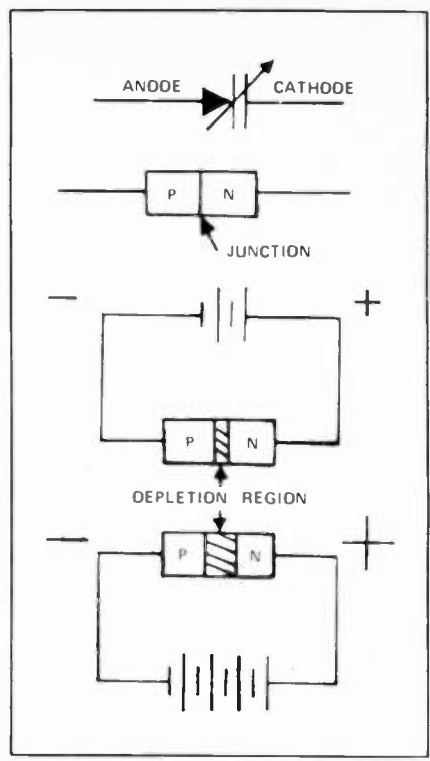 ANODE CATHODE
P N
JUNCTION
− +
P N
DEPLETION REGION
− +
P N